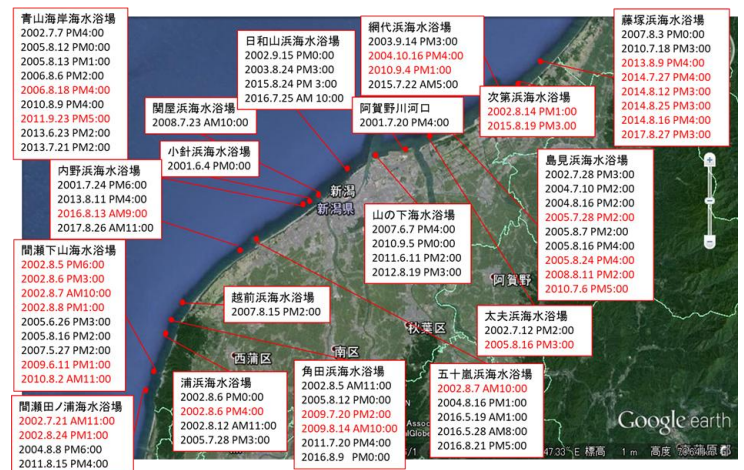 青山海岸海水浴場
2002.7.7 PM4:00
2005.8.12 PM0:00
2005.8.13 PM1:00
2006.8.6 PM2:00
2006.8.18 PM4:00
2010.8.9 PM4:00
2011.9.23 PM5:00
2013.6.23 PM2:00
2013.7.21 PM2:00
日和山浜海水浴場
2002.9.15 PM0:00
2003.8.24 PM3:00
2015.8.24 PM 3:00
2016.7.25 AM 10:00
網代浜海水浴場
2003.9.14 PM3:00
2004.10.16 PM4:00
2010.9.4 PM1:00
2015.7.22 AM5:00
藤塚浜海水浴場
2007.8.3 PM0:00
2010.7.18 PM3:00
2013.8.9 PM4:00
2014.7.27 PM4:00
2014.8.12 PM3:00
2014.8.25 PM3:00
2014.8.16 PM4:00
2017.8.27 PM3:00
関屋浜海水浴場
2008.7.23 AM10:00
阿賀野川河口
2001.7.20 PM4:00
次第浜海水浴場
2002.8.14 PM1:00
2015.8.19 PM3.00
小針浜海水浴場
2001.6.4 PM0:00
内野浜海水浴場
2001.7.24 PM6:00
2013.8.11 PM4:00
2016.8.13 AM9:00
2017.8.26 AM11:00
新潟
新潟県
山の下海水浴場
2007.6.7 PM4:00
2010.9.5 PM0:00
2011.6.11 PM2:00
2012.8.19 PM3:00
島見浜海水浴場
2002.7.28 PM3:00
2004.7.10 PM2:00
2004.8.16 PM2:00
2005.7.28 PM2:00
2005.8.7 PM2:00
2005.8.16 PM4:00
2005.8.24 PM4:00
2008.8.11 PM2:00
2010.7.6 PM5:00
間瀬下山海水浴場
2002.8.5 PM6:00
2002.8.6 PM3:00
2002.8.7 AM10:00
2002.8.8 PM1:00
2005.6.26 PM3:00
2005.8.16 PM2:00
2007.5.27 PM2:00
2009.6.11 PM1:00
2010.8.2 AM11:00
阿賀野
越前浜海水浴場
2007.8.15 PM2:00
太夫浜海水浴場
2002.7.12 PM2:00
2005.8.16 PM3:00
秋葉区
南区
西蒲区
浦浜海水浴場
2002.8.6 PM0:00
2002.8.6 PM4:00
2002.8.12 AM11:00
2005.7.28 PM3:00
角田浜海水浴場
2002.8.5 AM11:00
2005.8.12 PM0:00
2009.7.20 PM2:00
2009.8.14 AM10:00
2011.7.20 PM4:00
2016.8.9 PM0:00
五十嵐浜海水浴場
2002.8.7 AM10:00
2004.8.16 PM1:00
2016.5.19 AM1:00
2016.5.28 AM8:00
2016.8.21 PM5:00
間瀬田ノ浦海水浴場
2002.7.21 AM11:00
2002.8.24 PM1:00
2004.8.8 PM6:00
2011.8.15 PM4:00
Google earth
E 標高 1 m 高度